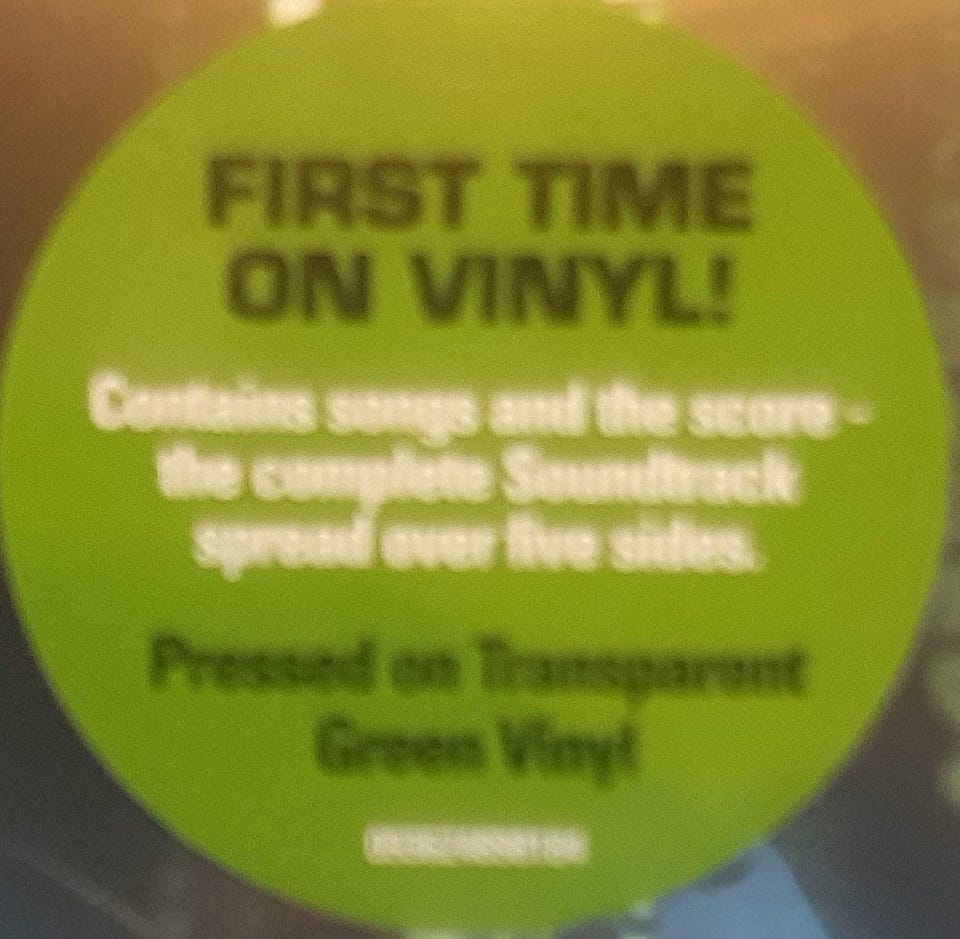 FIRST TIME
ON VINYL!
Contains songs and the score -
the complete Soundtrack
spread over five sides.
Pressed on Transparent
Green Vinyl